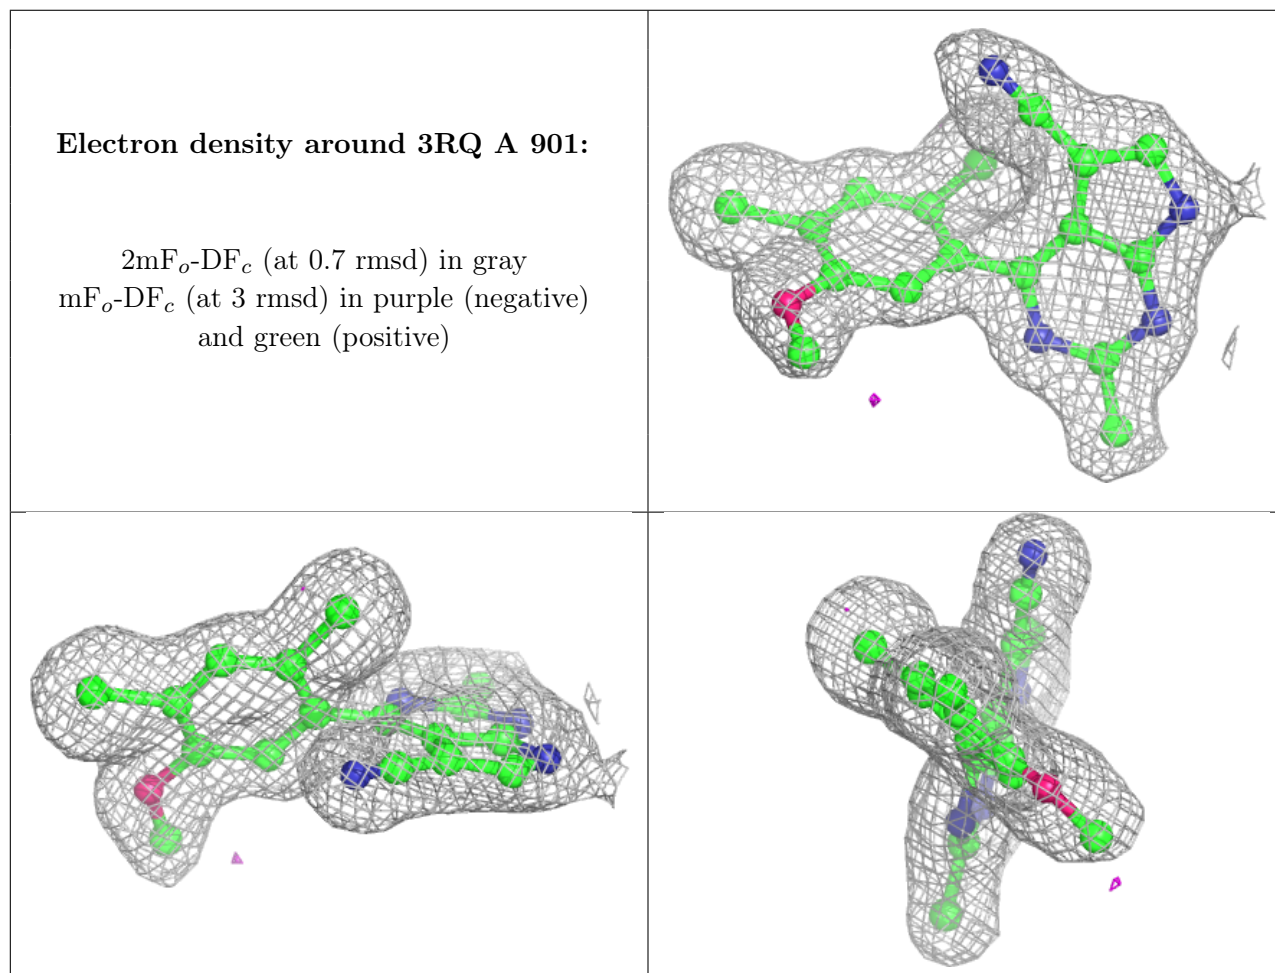 Electron density around 3RQ A 901:
2mFo-DFc (at 0.7 rmsd) in gray
mFo-DFc (at 3 rmsd) in purple (negative)
and green (positive)